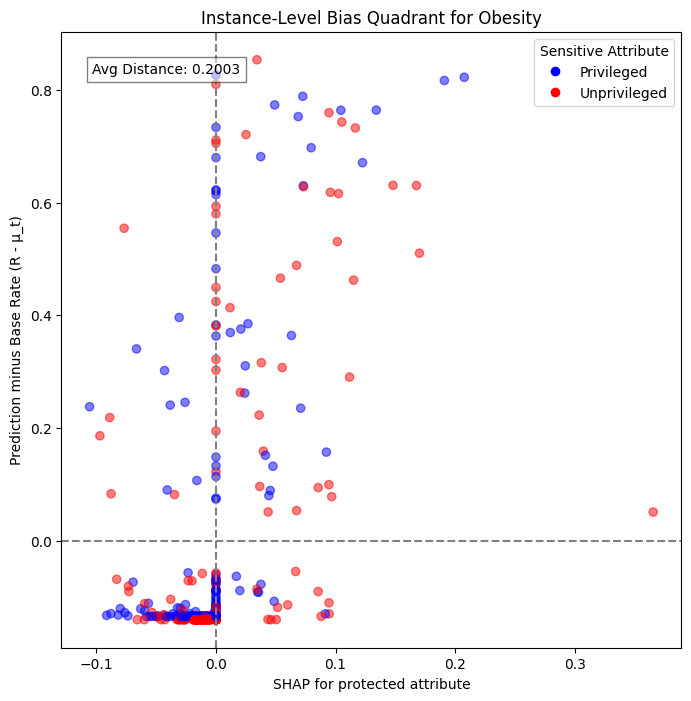 Instance-Level Bias Quadrant for Obesity
Avg Distance: 0.2003
Sensitive Attribute
Privileged
Unprivileged
Prediction minus Base Rate (R - μ_t)
0.8
0.6
0.4
0.2
0.0
−0.1
0.0
0.1
0.2
0.3
SHAP for protected attribute